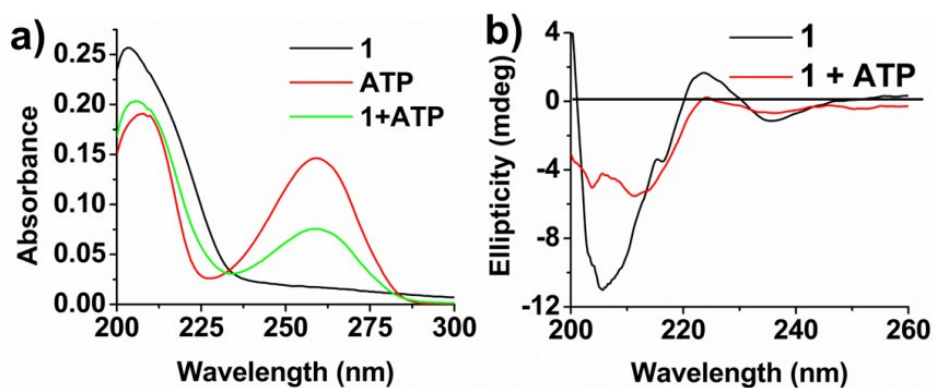 a)
1
ATP
1+ATP
0.25
0.20
0.15
0.10
0.05
0.00
Absorbance
200 225 250 275 300
Wavelength (nm)
b)
1
1 + ATP
4
0
-4
-8
-12
Ellipticity (mdeg)
200 220 240 260
Wavelength (nm)